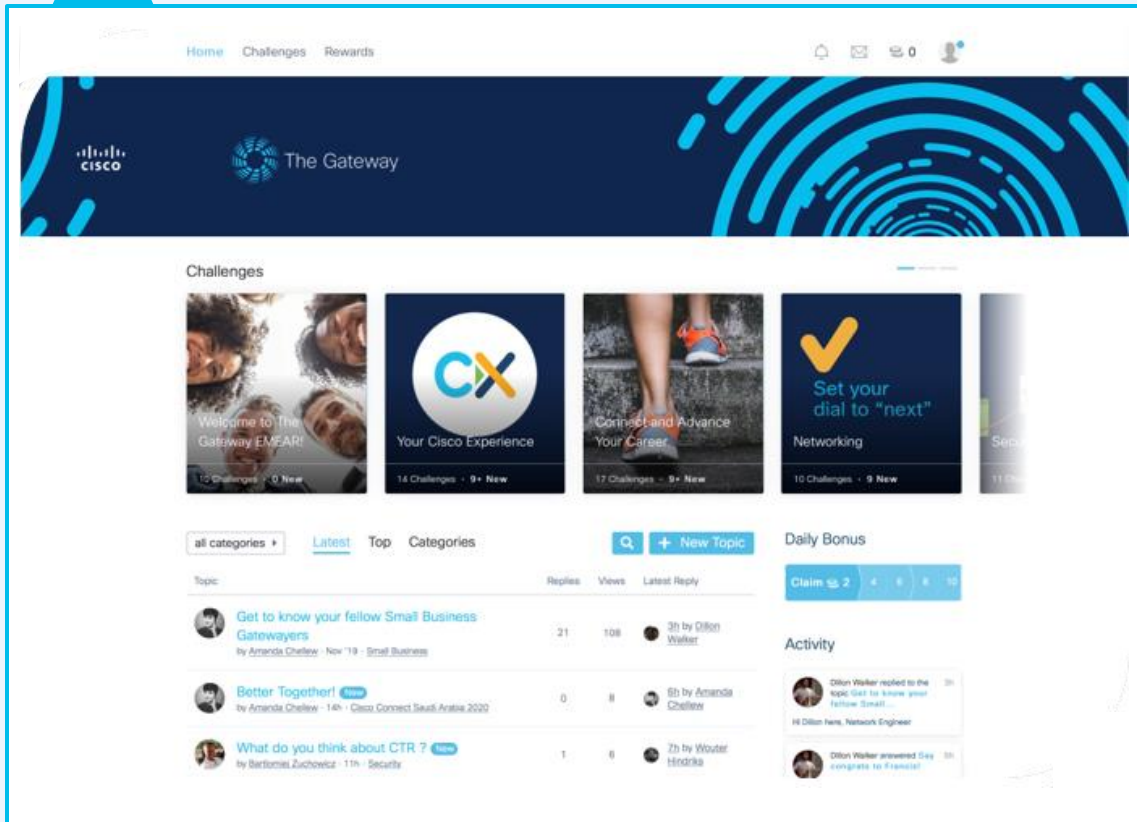 Home Challenges Rewards
0
CISCO
The Gateway
Challenges
Welcome to The
Gateway EMEAR!
10 Challenges • 0 New
CX
Your Cisco Experience
14 Challenges • 9+ New
Connect and Advance
Your Career
17 Challenges • 9+ New
Set your
dial to "next"
Networking
10 Challenges • 9 New
all categories
Latest Top Categories
+ New Topic
Topic Replies Views Latest Reply
Get to know your fellow Small Business
Gatewayers
by Amanda Chellew · Nov '19 · Small Business
21 108
3h by Dillon
Walker
Better Together! New
by Amanda Chellew · 14h · Cisco Connect Saudi Arabia 2020
0 8
6h by Amanda
Chellew
What do you think about CTR ? New
by Bartlomiej Zuchowicz · 11h · Security
1 6
7h by Wouter
Hindriks
Daily Bonus
Claim 2 4 6 8 10
Activity
Dillon Walker replied to the
topic Get to know your
fellow Small...
3h
Hi Dillon here, Network Engineer
Dillon Walker answered Say
congrats to Francis!